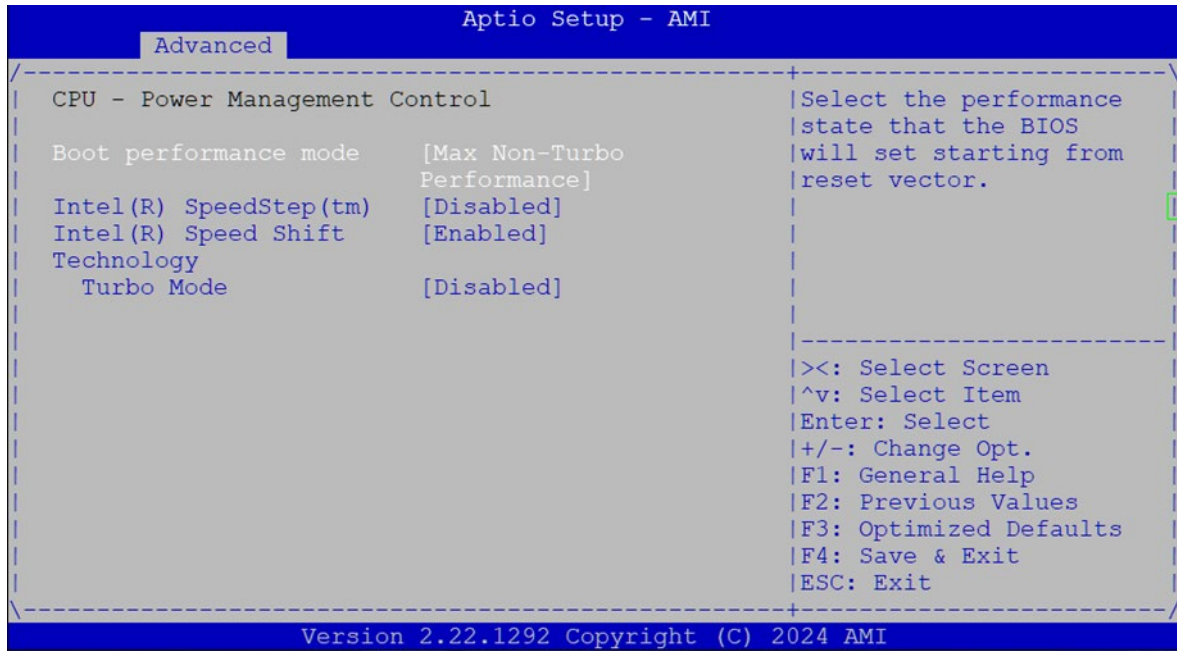 Aptio Setup - AMI
Advanced
CPU - Power Management Control
Boot performance mode [Max Non-Turbo
Performance]
Intel(R) SpeedStep(tm) [Disabled]
Intel(R) Speed Shift [Enabled]
Technology
Turbo Mode [Disabled]
Select the performance
state that the BIOS
will set starting from
reset vector.
><: Select Screen
^v: Select Item
Enter: Select
+/-: Change Opt.
F1: General Help
F2: Previous Values
F3: Optimized Defaults
F4: Save & Exit
ESC: Exit
Version 2.22.1292 Copyright (C) 2024 AMI